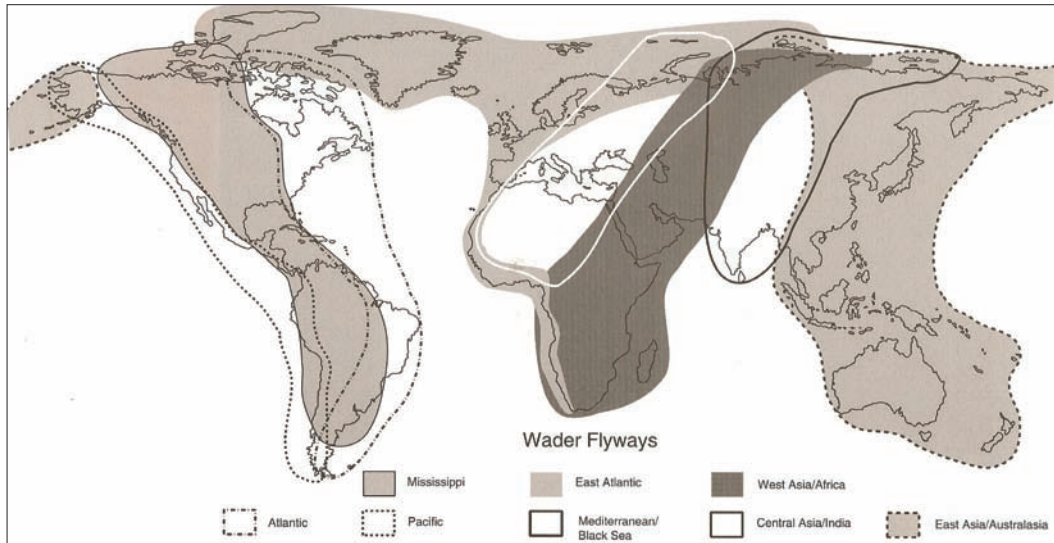 Wader Flyways
Mississippi
East Atlantic
West Asia/Africa
Atlantic
Pacific
Mediterranean/
Black Sea
Central Asia/India
East Asia/Australasia